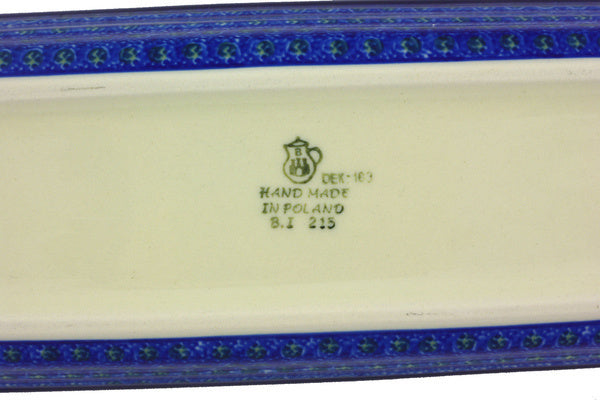 B
DEK-163
HAND MADE
IN POLAND
B.I 215